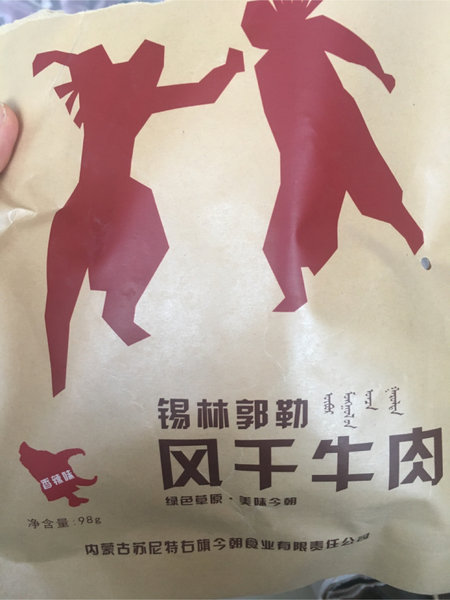 锡林郭勒
风干牛肉
绿色草原·美味今朝
香辣味
净含量:98g
内蒙古苏尼特右旗今朝食业有限责任公司